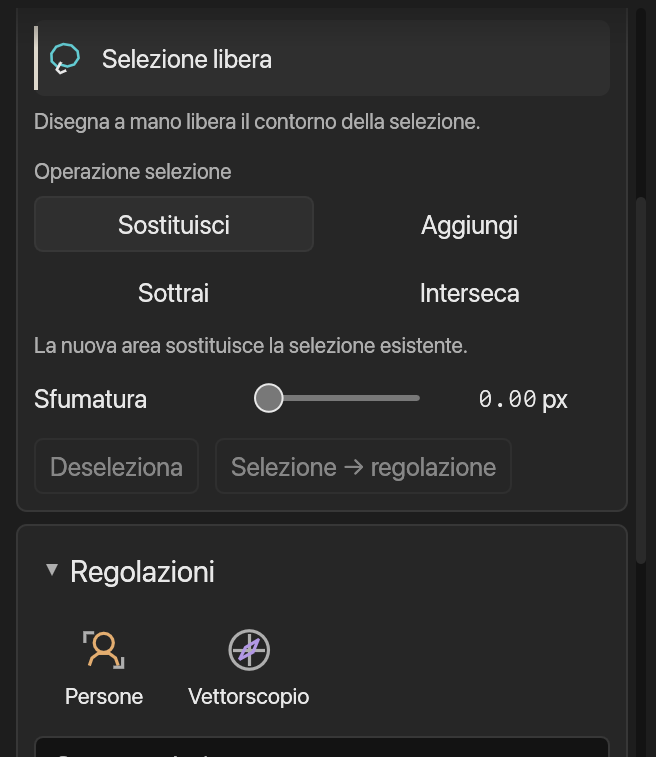 Selezione libera
Disegna a mano libera il contorno della selezione.
Operazione selezione
Sostituisci Aggiungi
Sottrai Interseca
La nuova area sostituisce la selezione esistente.
Sfumatura 0.00 px
Deseleziona Selezione → regolazione
▼ Regolazioni
Persone Vettorscopio